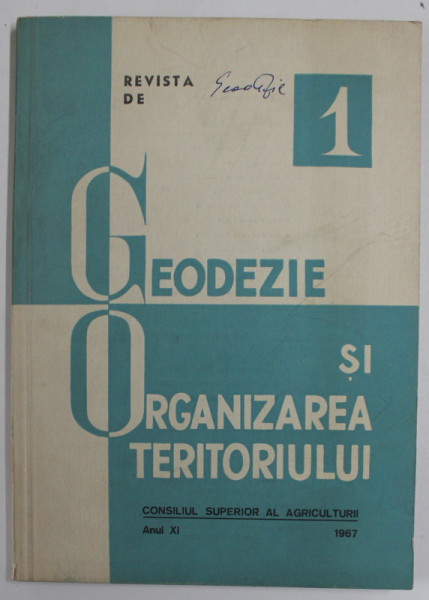 REVISTA
DE
Geodezie
1
GEODEZIE
ȘI
ORGANIZAREA
TERITORIULUI
CONSILIUL SUPERIOR AL AGRICULTURII
Anul XI 1967